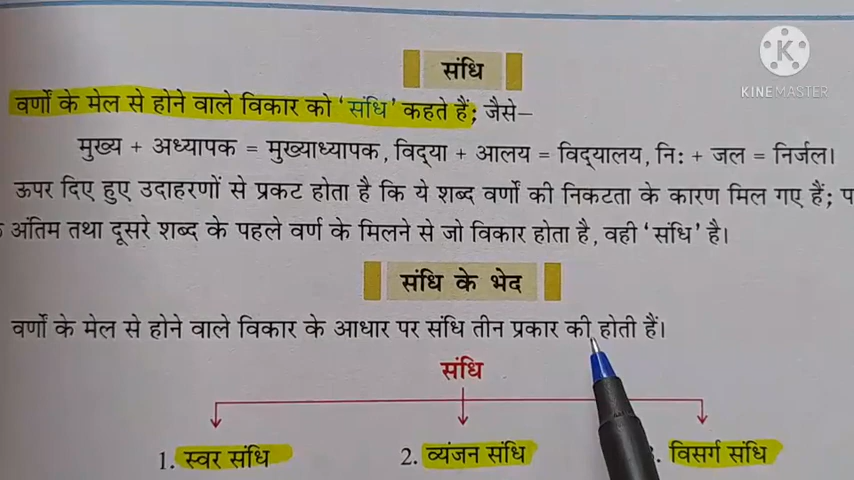 KINEMASTER
संधि
वर्णों के मेल से होने वाले विकार को 'संधि' कहते हैं; जैसे–
मुख्य + अध्यापक = मुख्याध्यापक, विद्‌या + आलय = विद्‌यालय, निः + जल = निर्जल।
ऊपर दिए हुए उदाहरणों से प्रकट होता है कि ये शब्द वर्णों की निकटता के कारण मिल गए हैं;
अंतिम तथा दूसरे शब्द के पहले वर्ण के मिलने से जो विकार होता है, वही 'संधि' है।
संधि के भेद
वर्णों के मेल से होने वाले विकार के आधार पर संधि तीन प्रकार की होती हैं।
संधि
1. स्वर संधि 2. व्यंजन संधि विसर्ग संधि